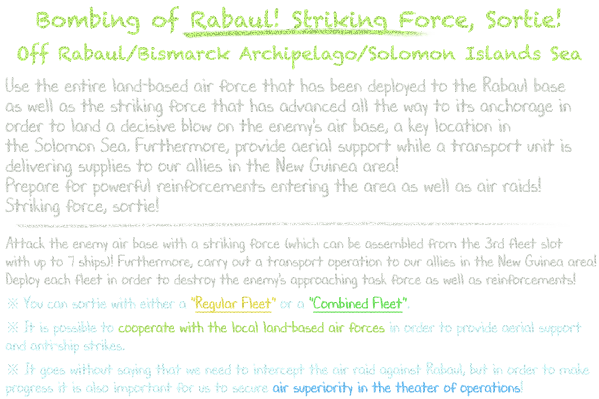 Bombing of Rabaul! Striking Force, Sortie!
Off Rabaul/Bismarck Archipelago/Solomon Islands Sea
Use the entire land-based air force that has been deployed to the Rabaul base
as well as the striking force that has advanced all the way to its anchorage in
order to land a decisive blow on the enemy's air base, a key location in
the Solomon Sea. Furthermore, provide aerial support while a transport unit is
delivering supplies to our allies in the New Guinea area!
Prepare for powerful reinforcements entering the area as well as air raids!
Striking force, sortie!
Attack the enemy air base with a striking force (which can be assembled from the 3rd fleet slot
with up to 7 ships)! Furthermore, carry out a transport operation to our allies in the New Guinea area!
Deploy each fleet in order to destroy the enemy's approaching task force as well as reinforcements!
※ You can sortie with either a "Regular Fleet" or a "Combined Fleet".
※ It is possible to cooperate with the local land-based air forces in order to provide aerial support
and anti-ship strikes.
※ It goes without saying that we need to intercept the air raid against Rabaul, but in order to make
progress it is also important for us to secure air superiority in the theater of operations!